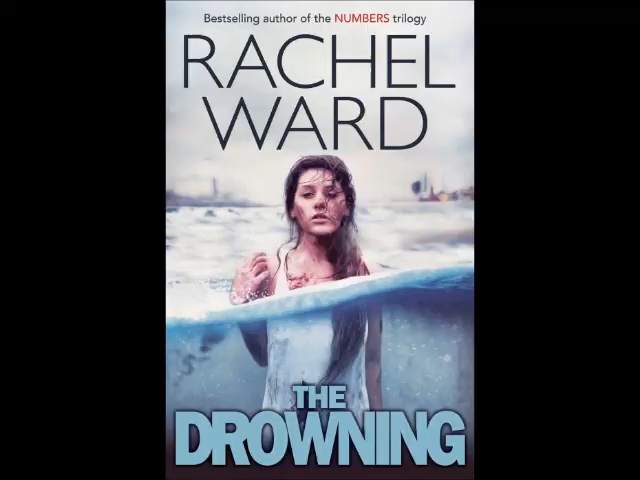 Bestselling author of the NUMBERS trilogy
RACHEL
WARD
THE
DROWNING